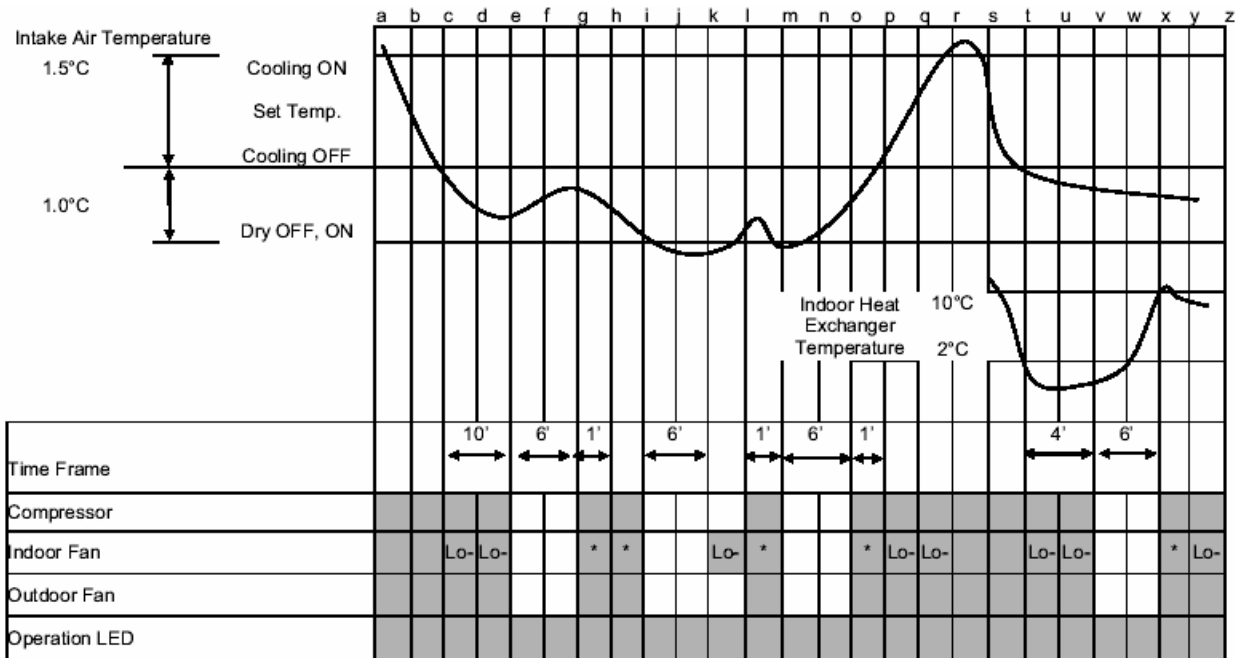 a b c d e f g h i j k l m n o p q r s t u v w x y z
Intake Air Temperature
1.5°C
Cooling ON
Set Temp.
Cooling OFF
1.0°C
Dry OFF, ON
Indoor Heat 10°C
Exchanger
Temperature 2°C
10' 6' 1' 6' 1' 6' 1' 4' 6'
Time Frame
Compressor
Indoor Fan Lo- Lo- * * Lo- * * Lo- Lo- Lo- Lo- * Lo-
Outdoor Fan
Operation LED